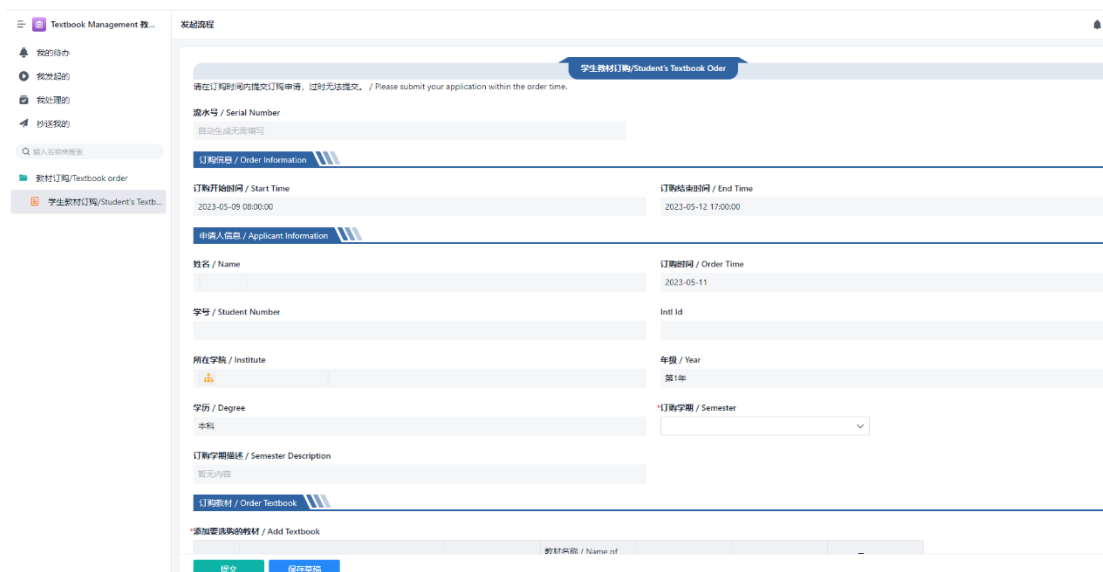 Textbook Management 教...
发起流程
我的待办
我发起的
我处理的
抄送我的
输入名称来搜索
教材订购/Textbook order
学生教材订购/Student's Textb...
学生教材订购/Student's Textbook Oder
请在订购时间内提交订购申请，过时无法提交。 / Please submit your application within the order time.
流水号 / Serial Number
自动生成无需填写
订购信息 / Order Information
订购开始时间 / Start Time
订购结束时间 / End Time
2023-05-09 08:00:00
2023-05-12 17:00:00
申请人信息 / Applicant Information
姓名 / Name
订购时间 / Order Time
2023-05-11
学号 / Student Number
Intl Id
所在学院 / Institute
年级 / Year
第1年
学历 / Degree
*订购学期 / Semester
本科
订购学期描述 / Semester Description
暂无内容
订购教材 / Order Textbook
*添加要选购的教材 / Add Textbook
教材名称 / Name of
提交
保存草稿